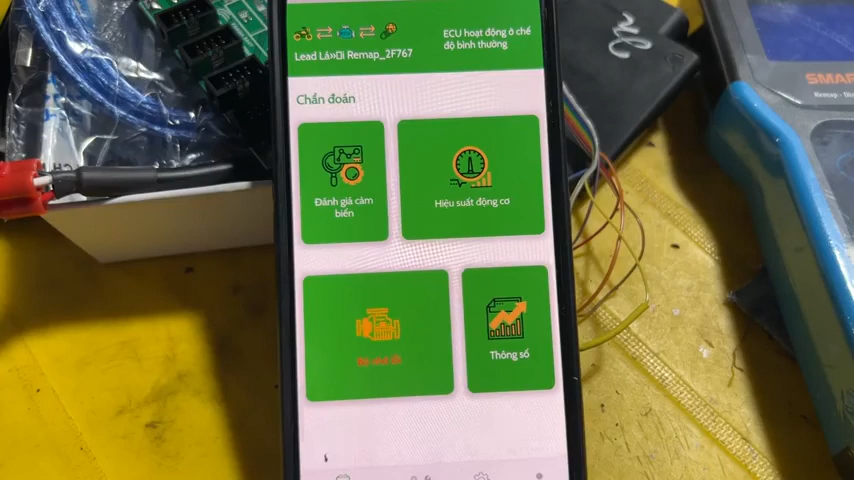 Lead Lá»�i Remap_2F767
ECU hoạt động ở chế
độ bình thường
Chẩn đoán
Đánh giá cảm
biến
Hiệu suất động cơ
Thông số
SMAR